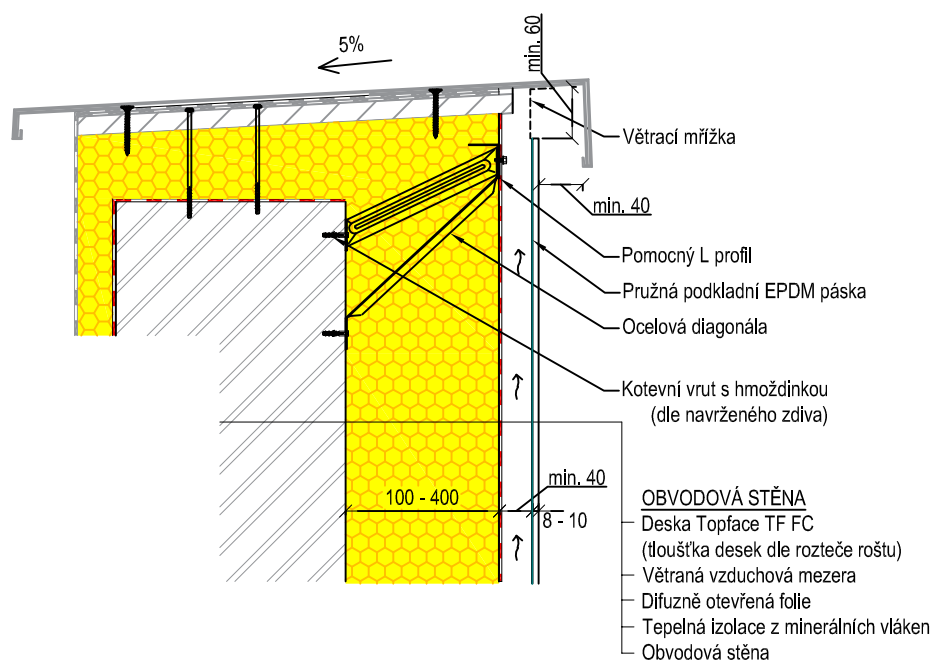 5%
min. 60
Větrací mřížka
min. 40
Pomocný L profil
Pružná podkladní EPDM páska
Ocelová diagonála
Kotevní vrut s hmoždinkou
(dle navrženého zdiva)
100 - 400
min. 40
8 - 10
OBVODOVÁ STĚNA
Deska Topface TF FC
(tloušťka desek dle rozteče roštu)
Větraná vzduchová mezera
Difuzně otevřená folie
Tepelná izolace z minerálních vláken
Obvodová stěna